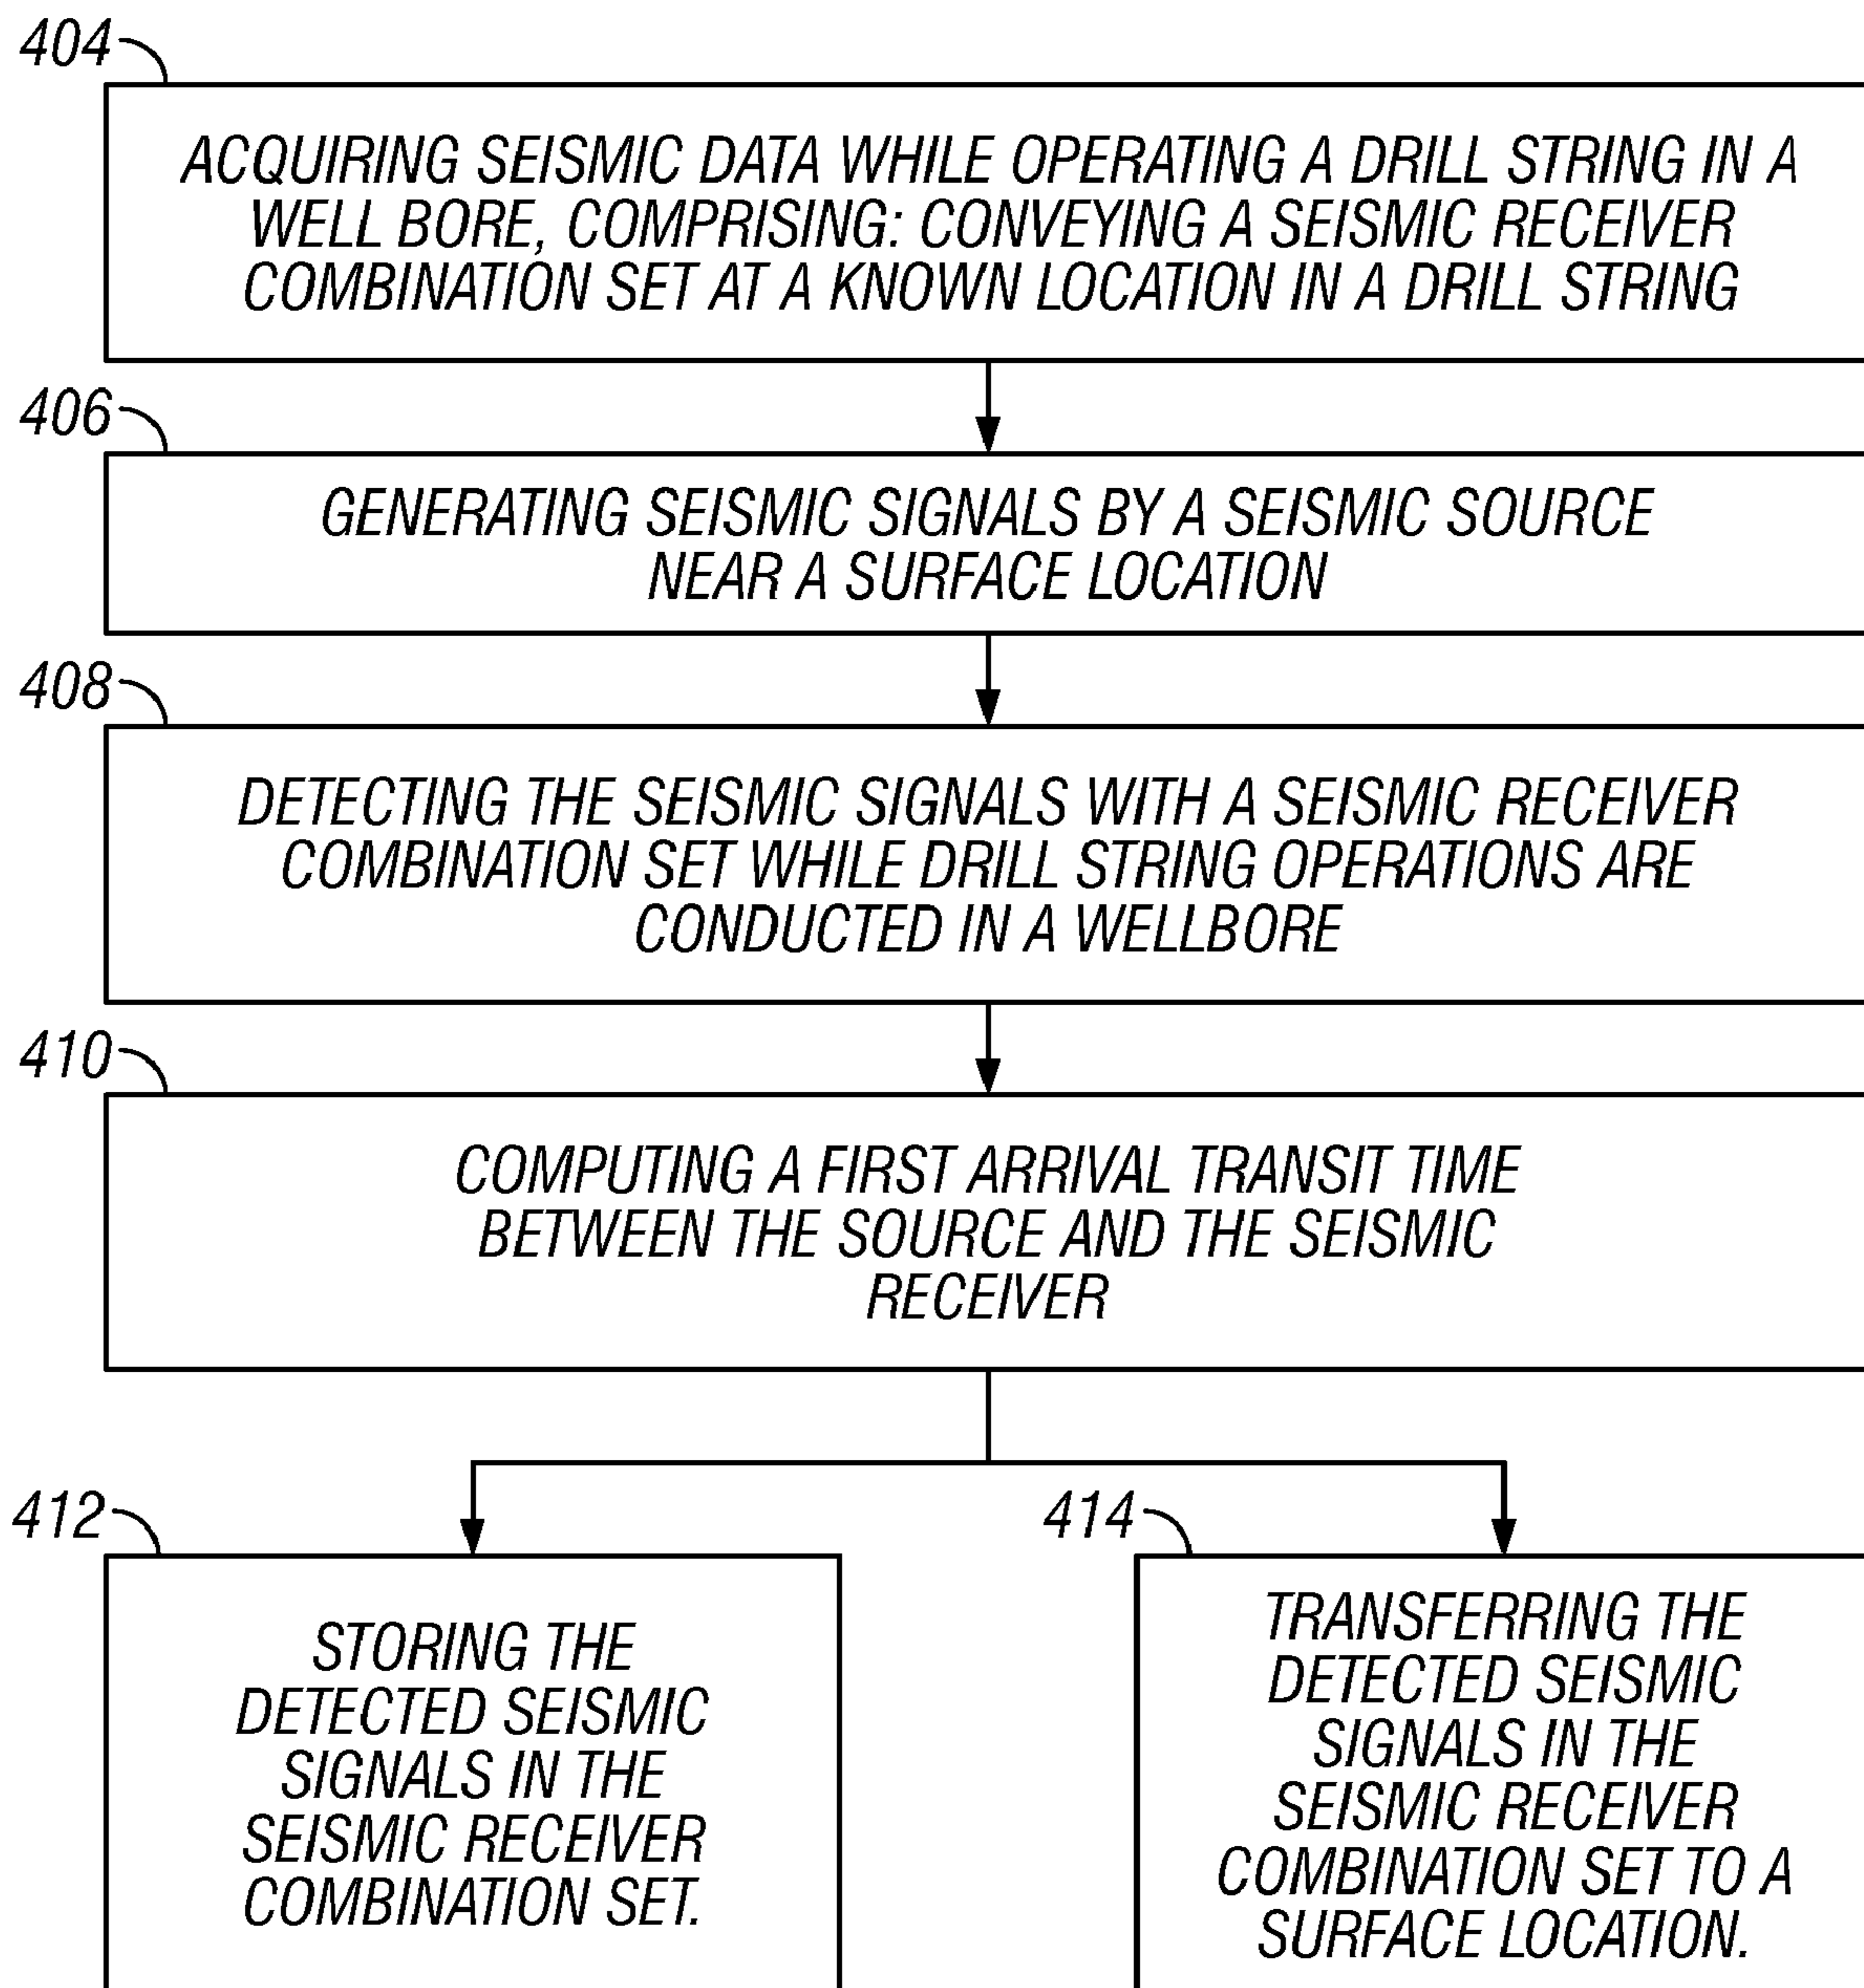 404
ACQUIRING SEISMIC DATA WHILE OPERATING A DRILL STRING IN A
WELL BORE, COMPRISING: CONVEYING A SEISMIC RECEIVER
COMBINATION SET AT A KNOWN LOCATION IN A DRILL STRING
406
GENERATING SEISMIC SIGNALS BY A SEISMIC SOURCE
NEAR A SURFACE LOCATION
408
DETECTING THE SEISMIC SIGNALS WITH A SEISMIC RECEIVER
COMBINATION SET WHILE DRILL STRING OPERATIONS ARE
CONDUCTED IN A WELLBORE
410
COMPUTING A FIRST ARRIVAL TRANSIT TIME
BETWEEN THE SOURCE AND THE SEISMIC
RECEIVER
412
STORING THE
DETECTED SEISMIC
SIGNALS IN THE
SEISMIC RECEIVER
COMBINATION SET.
414
TRANSFERRING THE
DETECTED SEISMIC
SIGNALS IN THE
SEISMIC RECEIVER
COMBINATION SET TO A
SURFACE LOCATION.